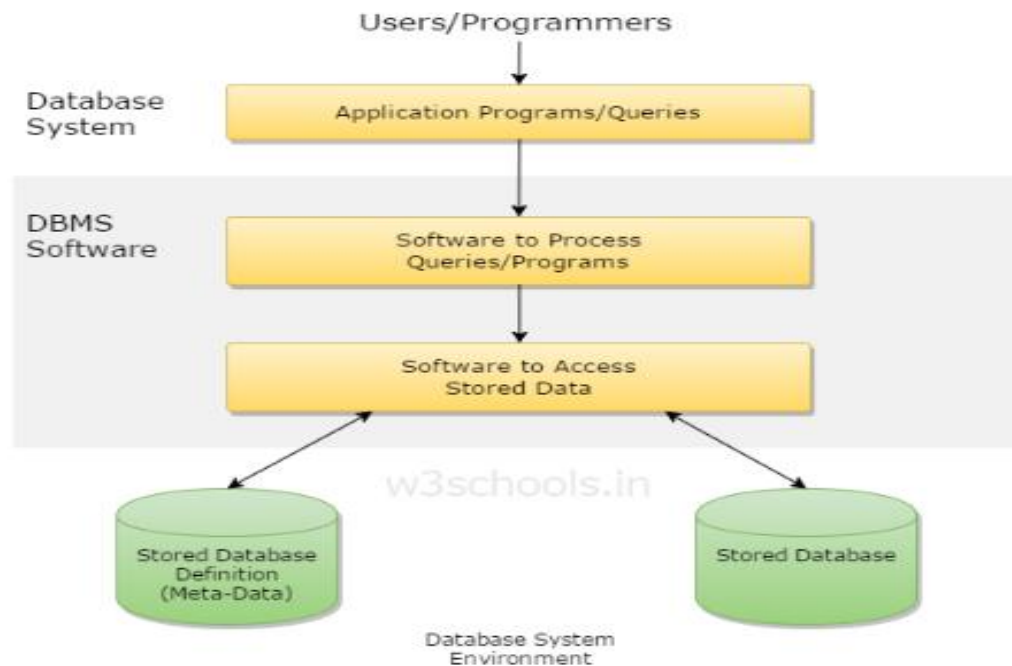 Users/Programmers
Database
System
Application Programs/Queries
DBMS
Software
Software to Process
Queries/Programs
Software to Access
Stored Data
w3schools.in
Stored Database
Definition
(Meta-Data)
Stored Database
Database System
Environment